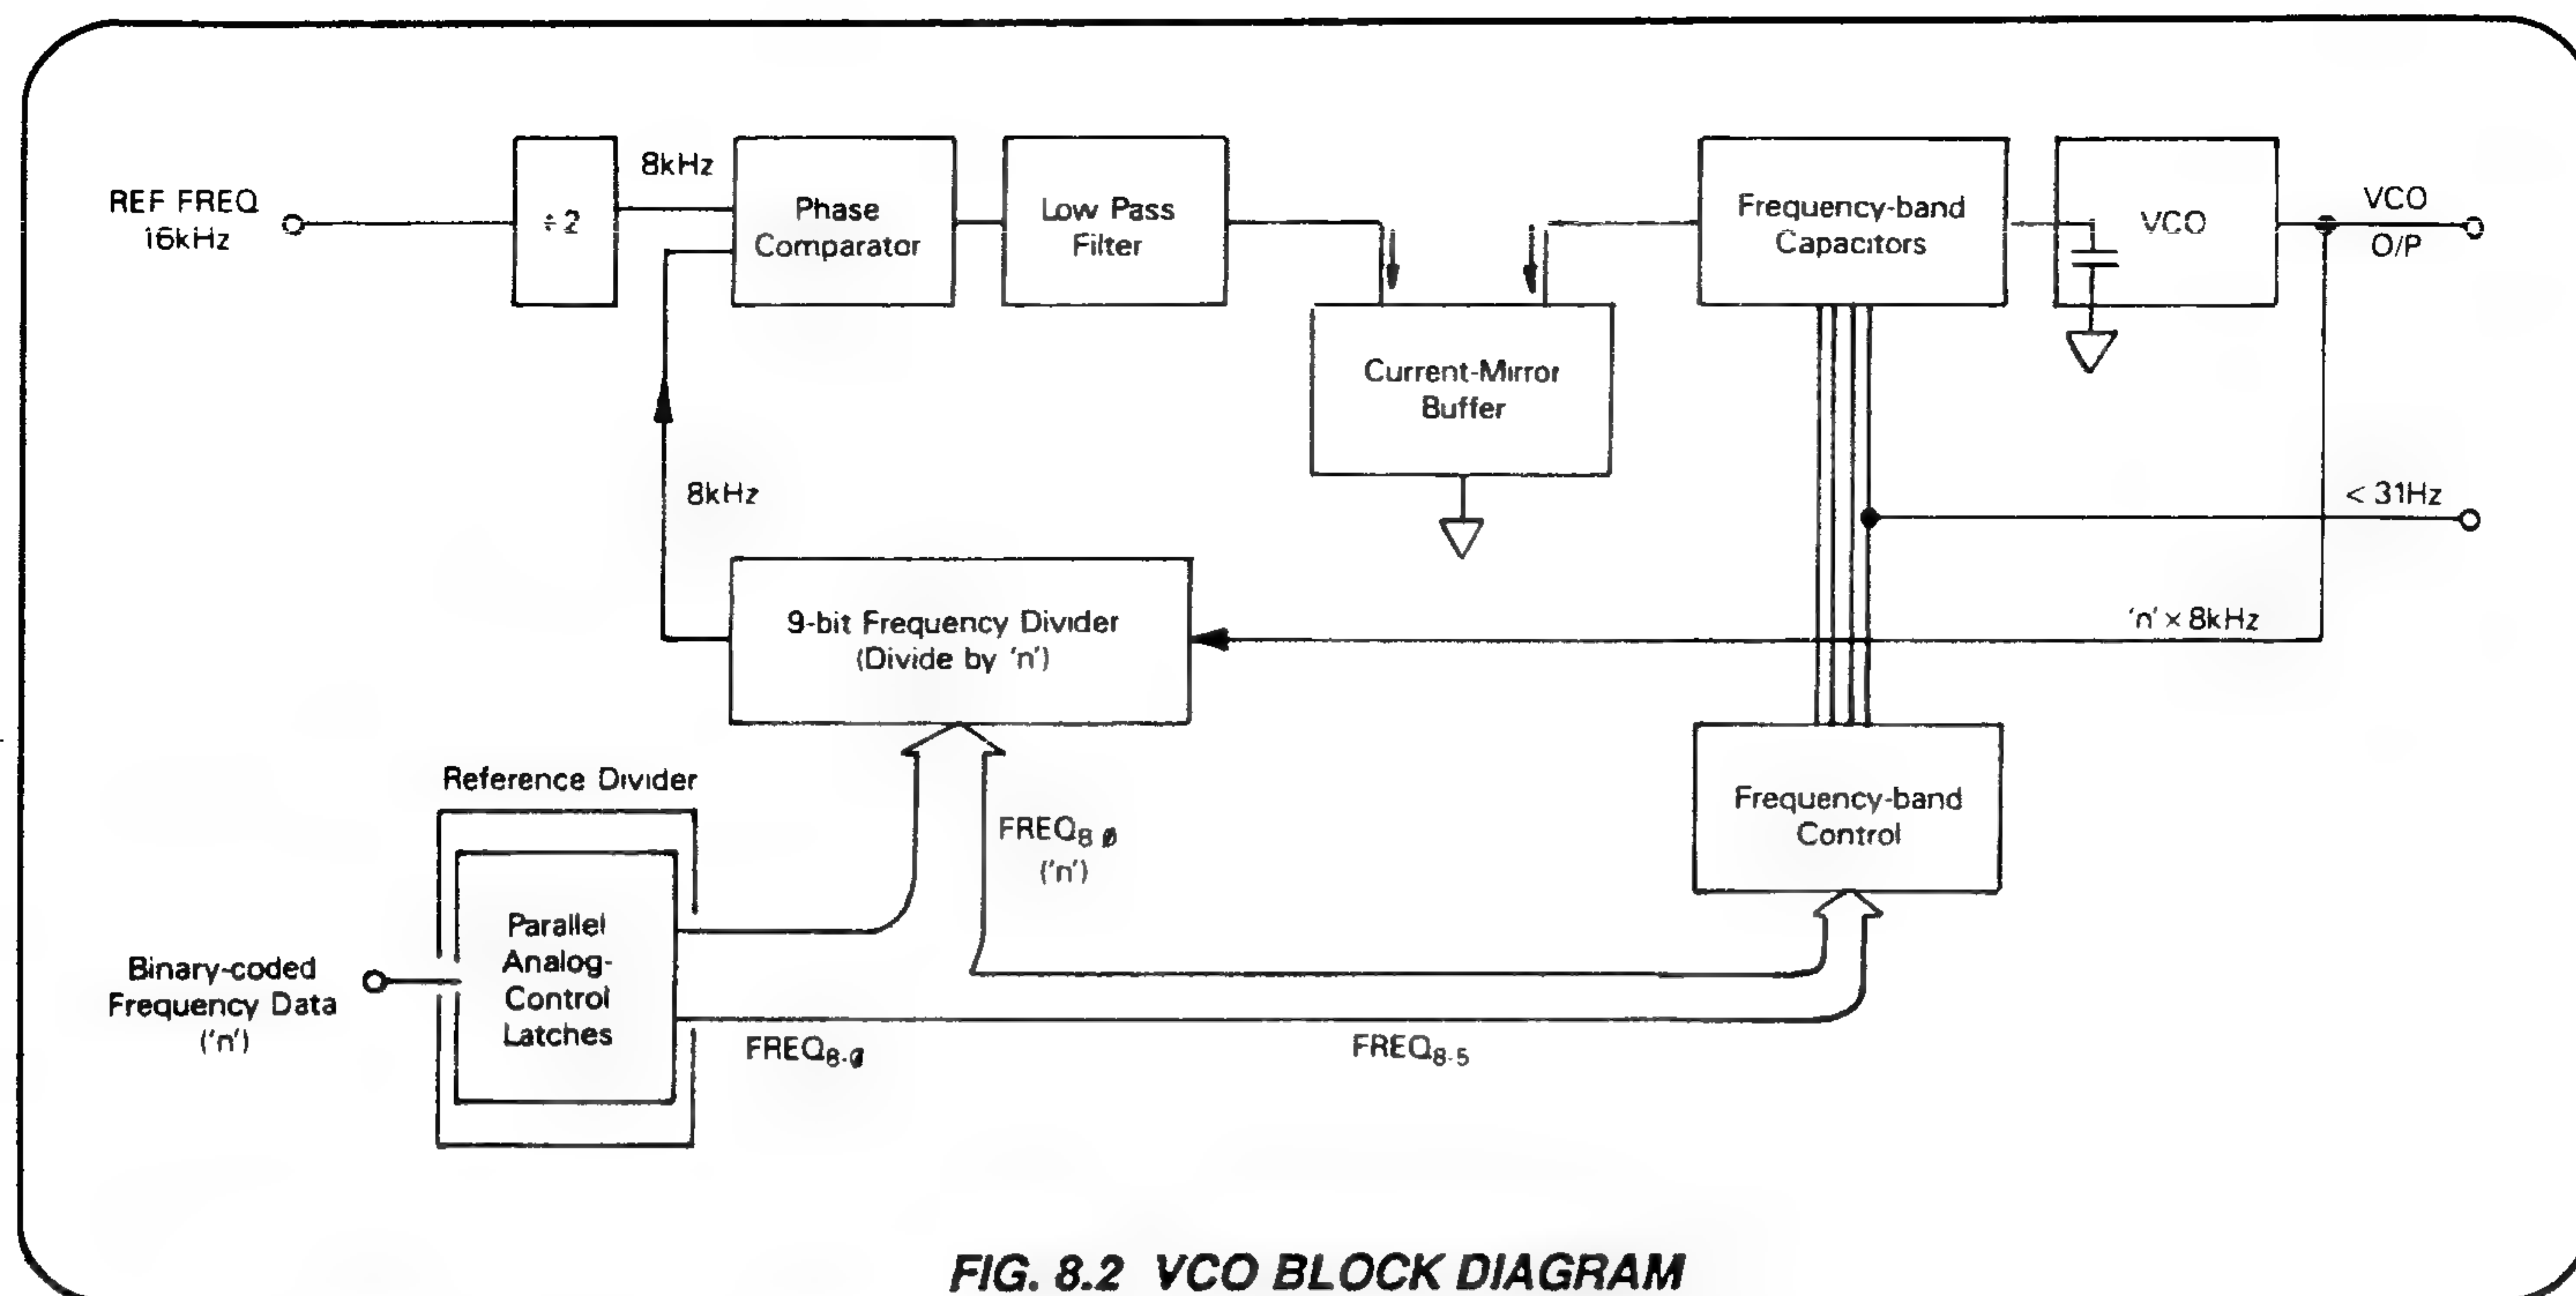 REF FREQ
16kHz
÷2
8kHz
Phase
Comparator
Low Pass
Filter
Frequency-band
Capacitors
VCO
VCO
O/P
Current-Mirror
Buffer
8kHz
< 31Hz
9-bit Frequency Divider
(Divide by 'n')
'n' × 8kHz
Reference Divider
FREQ8 0
('n')
Frequency-band
Control
Parallel
Analog-
Control
Latches
Binary-coded
Frequency Data
('n')
FREQ8-0
FREQ8-5
FIG. 8.2 VCO BLOCK DIAGRAM